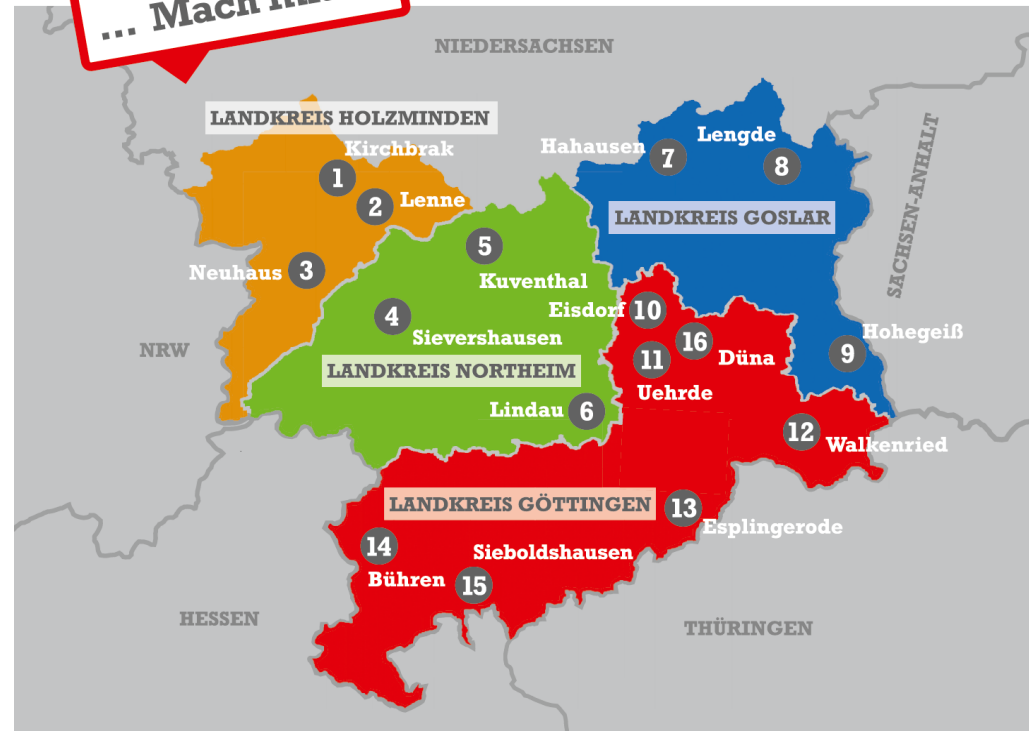 ... Mach
NIEDERSACHSEN
LANDKREIS HOLZMINDEN
Kirchbrak
1
2
Lenne
Neuhaus
3
Hahausen
7
Lengde
8
LANDKREIS GOSLAR
SACHSEN-ANHALT
5
Kuventhal
4
Sievershausen
Eisdorf
10
16
Düna
11
Uehrde
Hohegeiß
9
NRW
LANDKREIS NORTHEIM
Lindau
6
12
Walkenried
LANDKREIS GÖTTINGEN
13
Esplingerode
14
Bühren
Sieboldshausen
15
HESSEN
THÜRINGEN